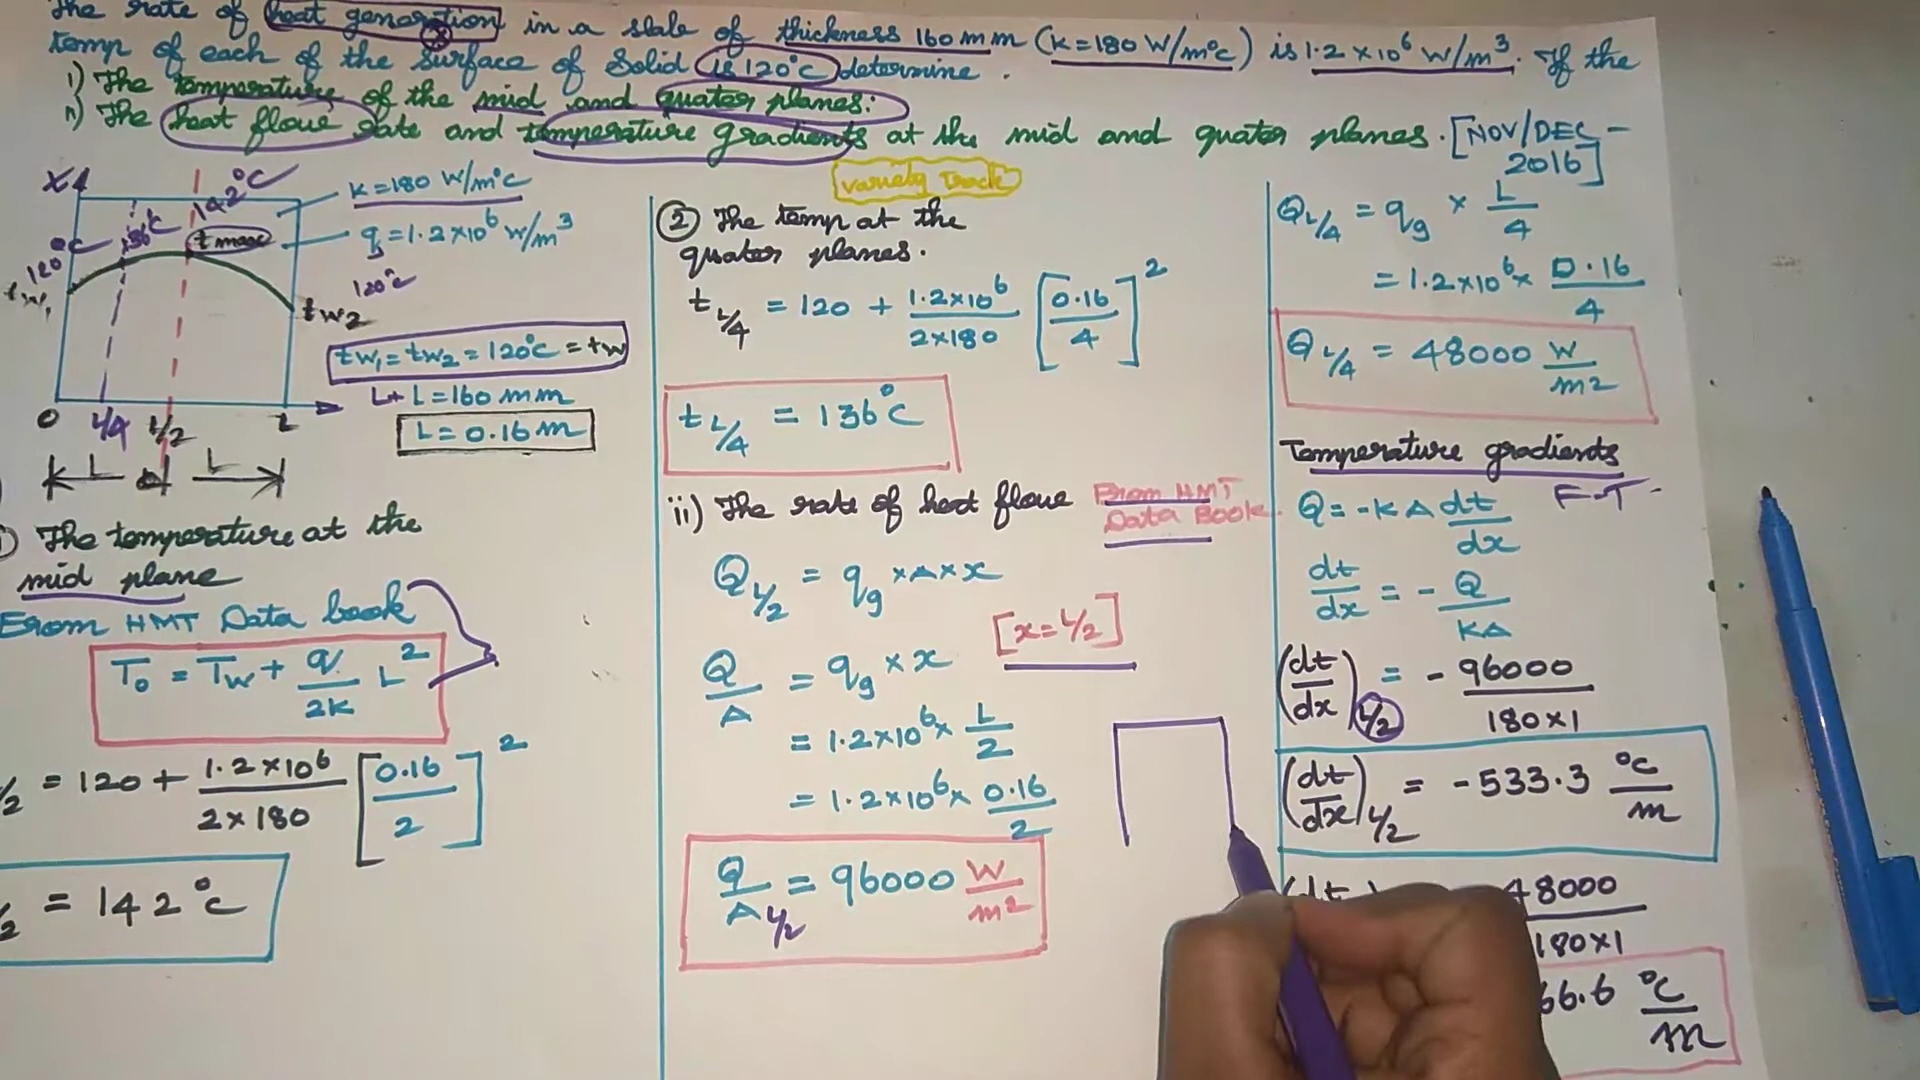 The rate of heat generation in a slab of thickness 160 mm (K=180 W/m°C) is 1.2×10⁶ W/m³. If the
temp of each of the surface of Solid is 120°C determine.
i) The temperature of the mid and quater planes.
ii) The heat flow rate and temperature gradients at the mid and quater planes. [NOV/DEC -
2016]
variety Track
142°C
K=180 W/m°C
136°C
t max
q̇g = 1.2×10⁶ W/m³
120°C
120°C
tw₁
tw₂
tw₁ = tw₂ = 120°C = tw
L = 160 mm
L = 0.16 m
0 L/4 L/2 L
L L
The temperature at the
mid plane
From HMT Data book
T₀ = Tw + q̇/2K L²
= 120 + 1.2×10⁶/2×180 [0.16/2]²
= 142°C
② The temp at the
quater planes.
t L/4 = 120 + 1.2×10⁶/2×180 [0.16/4]²
t L/4 = 136°C
ii) The rate of heat flow From HMT
Data Book.
Q L/2 = qg × A × x
[x = L/2]
Q/A = qg × x
= 1.2×10⁶ × L/2
= 1.2×10⁶ × 0.16/2
Q/A L/2 = 96000 W/m²
Q L/4 = qg × L/4
= 1.2×10⁶ × 0.16/4
Q L/4 = 48000 W/m²
Temperature gradients
F-T
Q = -KA dt/dx
dt/dx = - Q/KA
(dt/dx) L/2 = - 96000/180×1
(dt/dx) L/2 = -533.3 °C/m
48000/180×1
66.6 °C/m